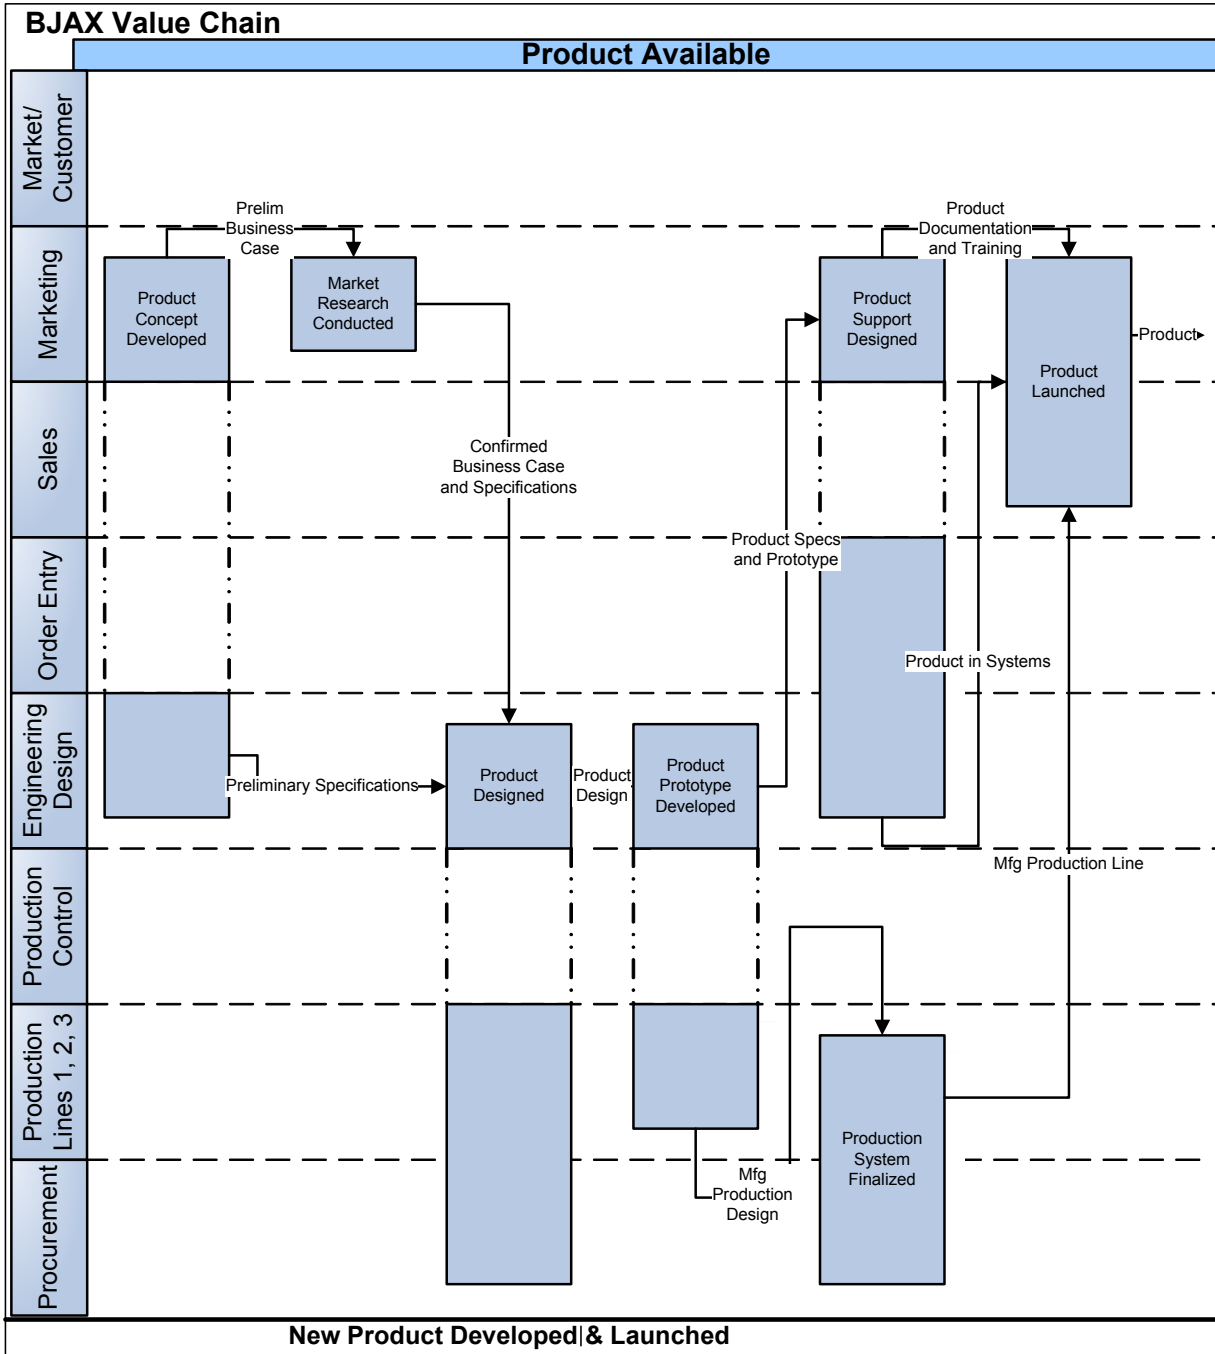 BJAX Value Chain
Product Available
Market/
Customer
Marketing
Sales
Order Entry
Engineering
Design
Production
Control
Production
Lines 1, 2, 3
Procurement
Prelim
Business
Case
Product
Concept
Developed
Market
Research
Conducted
Confirmed
Business Case
and Specifications
Preliminary Specifications
Product
Designed
Product
Design
Product
Prototype
Developed
Product Specs
and Prototype
Product
Support
Designed
Product
Documentation
and Training
Product
Launched
Product
Product in Systems
Mfg Production Line
Mfg
Production
Design
Production
System
Finalized
New Product Developed & Launched